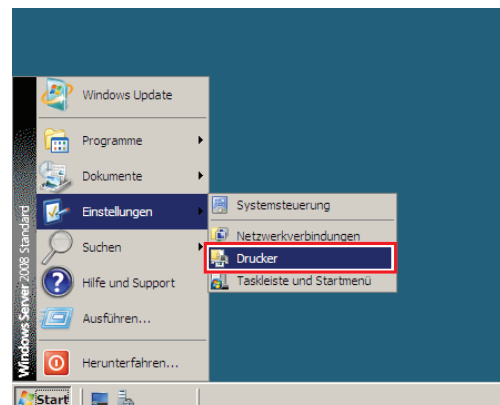 Windows Update
Programme
Dokumente
Einstellungen
Suchen
Hilfe und Support
Ausführen...
Herunterfahren...
Windows Server 2008 Standard
Systemsteuerung
Netzwerkverbindungen
Drucker
Taskleiste und Startmenü
Start